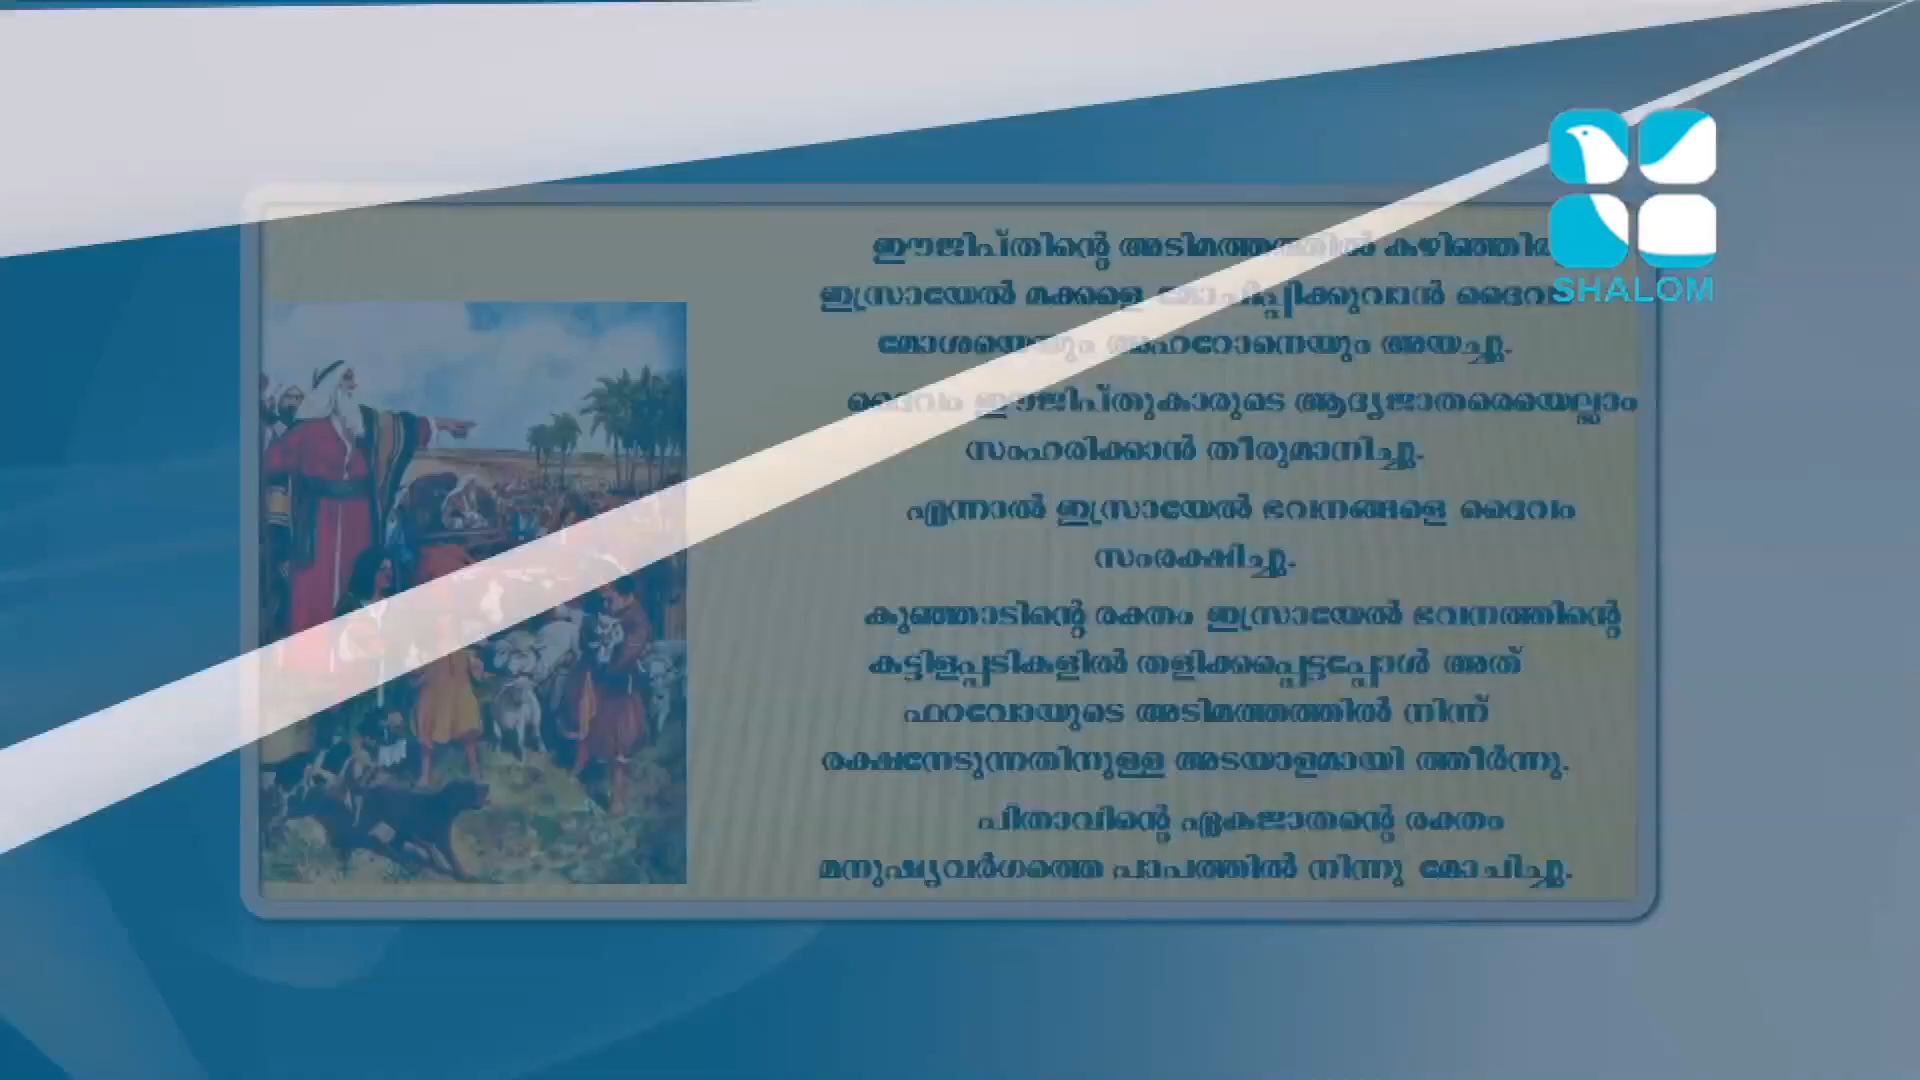 ഈജിപ്തിന്റെ അടിമത്തത്തിൽ കഴിഞ്ഞിരു
ഇസ്രായേൽ മക്കളെ മോചിപ്പിക്കുവാൻ ദൈവം
മോശയെയും അഹറോനെയും അയച്ചു.
ദൈവം ഈജിപ്തുകാരുടെ ആദ്യജാതരെയെല്ലാം
സംഹരിക്കാൻ തീരുമാനിച്ചു.
എന്നാൽ ഇസ്രായേൽ ഭവനങ്ങളെ ദൈവം
സംരക്ഷിച്ചു.
കുഞ്ഞാടിന്റെ രക്തം ഇസ്രായേൽ ഭവനത്തിന്റെ
കട്ടിളപ്പടികളിൽ തളിക്കപ്പെട്ടപ്പോൾ അത്
ഫറവോയുടെ അടിമത്തത്തിൽ നിന്ന്
രക്ഷനേടുന്നതിനുള്ള അടയാളമായി ത്തീർന്നു.
പിതാവിന്റെ ഏകജാതന്റെ രക്തം
മനുഷ്യവർഗത്തെ പാപത്തിൽ നിന്നു മോചിച്ചു.
SHALOM